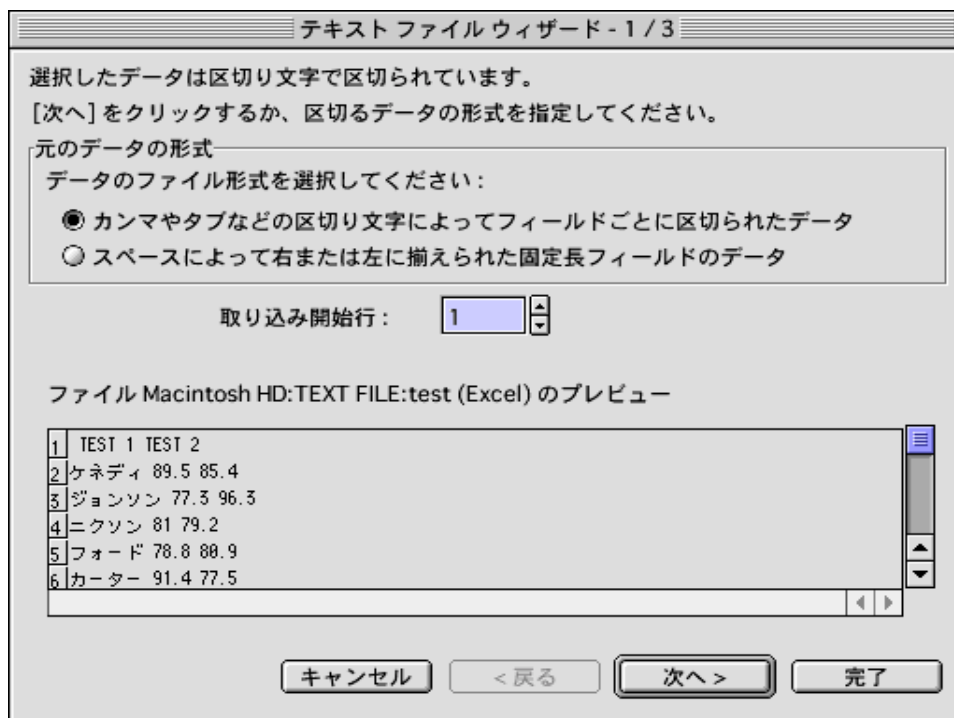 テキスト ファイル ウィザード - 1 / 3
選択したデータは区切り文字で区切られています。
[次へ] をクリックするか、区切るデータの形式を指定してください。
元のデータの形式
データのファイル形式を選択してください :
カンマやタブなどの区切り文字によってフィールドごとに区切られたデータ
スペースによって右または左に揃えられた固定長フィールドのデータ
取り込み開始行 : 1
ファイル Macintosh HD:TEXT FILE:test (Excel) のプレビュー
1 TEST 1 TEST 2
2 ケネディ 89.5 85.4
3 ジョンソン 77.3 96.3
4 ニクソン 81 79.2
5 フォード 78.8 80.9
6 カーター 91.4 77.5
キャンセル < 戻る 次へ > 完了